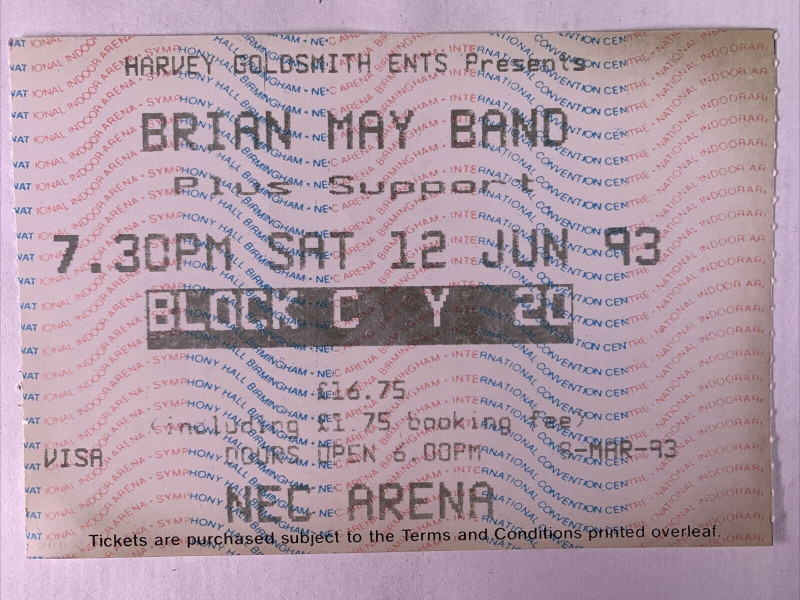 HARVEY GOLDSMITH ENTS Presents
BRIAN MAY BAND
Plus Support
7.30PM SAT 12 JUN 93
BLOCK C Y 20
£16.75
(including £1.75 booking fee)
VISA DOORS OPEN 6.00PM 8-MAR-93
NEC ARENA
Tickets are purchased subject to the Terms and Conditions printed overleaf.